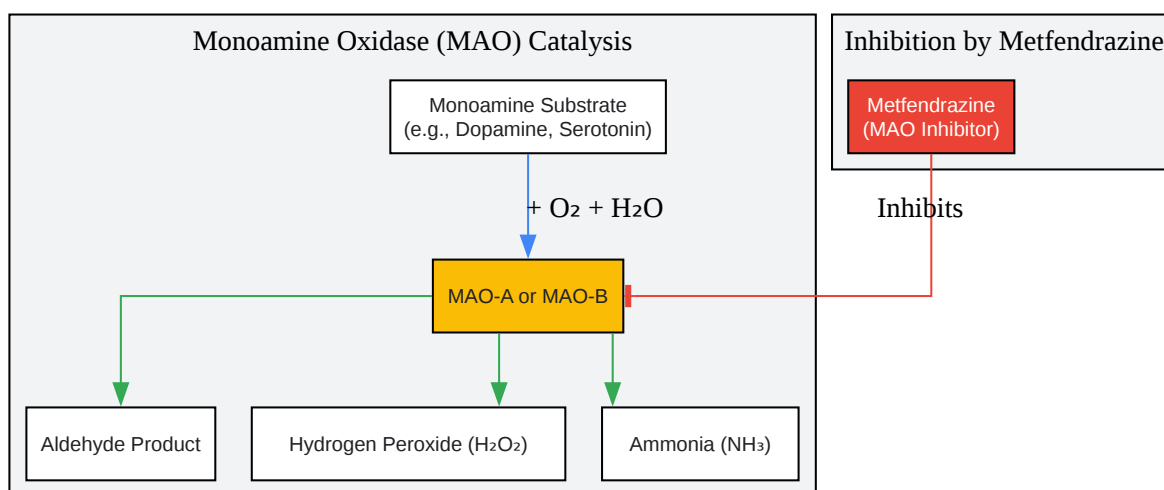 Monoamine Oxidase (MAO) Catalysis
Inhibition by Metfendrazine
Monoamine Substrate
(e.g., Dopamine, Serotonin)
Metfendrazine
(MAO Inhibitor)
+ O₂ + H₂O
Inhibits
MAO-A or MAO-B
Aldehyde Product
Hydrogen Peroxide (H₂O₂)
Ammonia (NH₃)